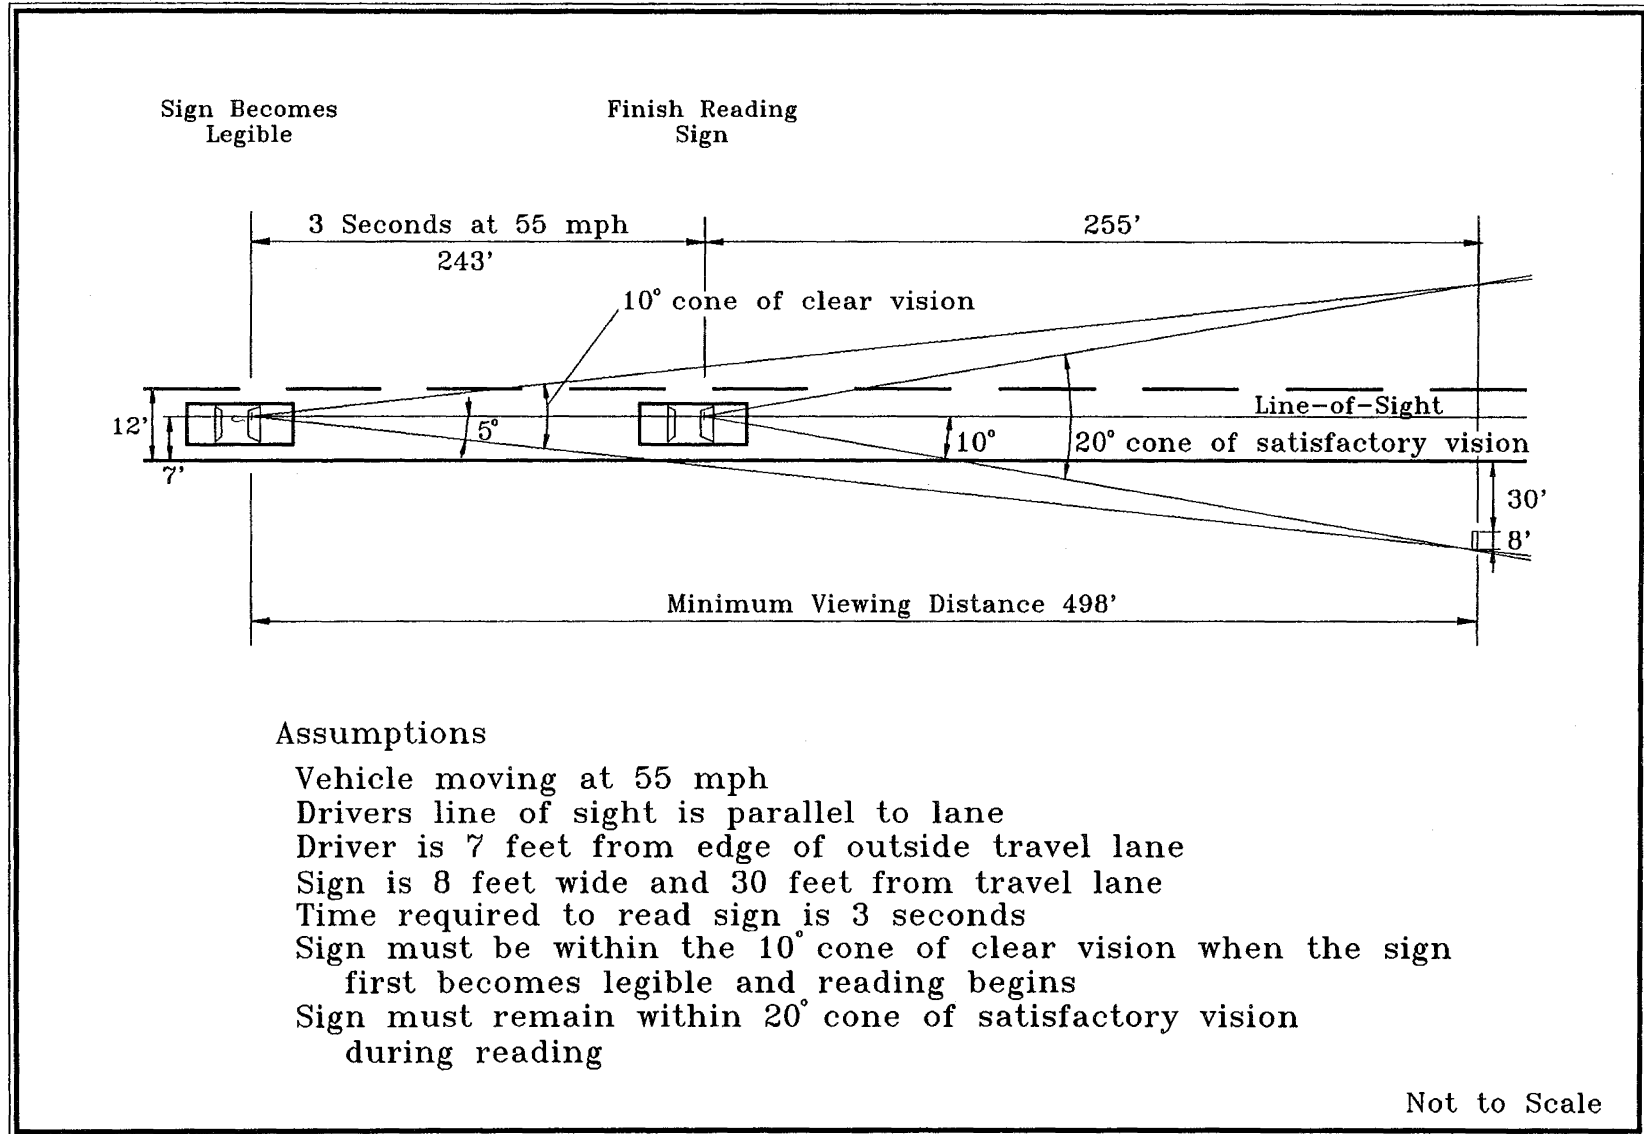 Sign Becomes
Legible
Finish Reading
Sign
3 Seconds at 55 mph
243'
255'
10° cone of clear vision
12'
7'
5°
10°
Line-of-Sight
20° cone of satisfactory vision
30'
8'
Minimum Viewing Distance 498'
Assumptions
Vehicle moving at 55 mph
Drivers line of sight is parallel to lane
Driver is 7 feet from edge of outside travel lane
Sign is 8 feet wide and 30 feet from travel lane
Time required to read sign is 3 seconds
Sign must be within the 10° cone of clear vision when the sign
first becomes legible and reading begins
Sign must remain within 20° cone of satisfactory vision
during reading
Not to Scale